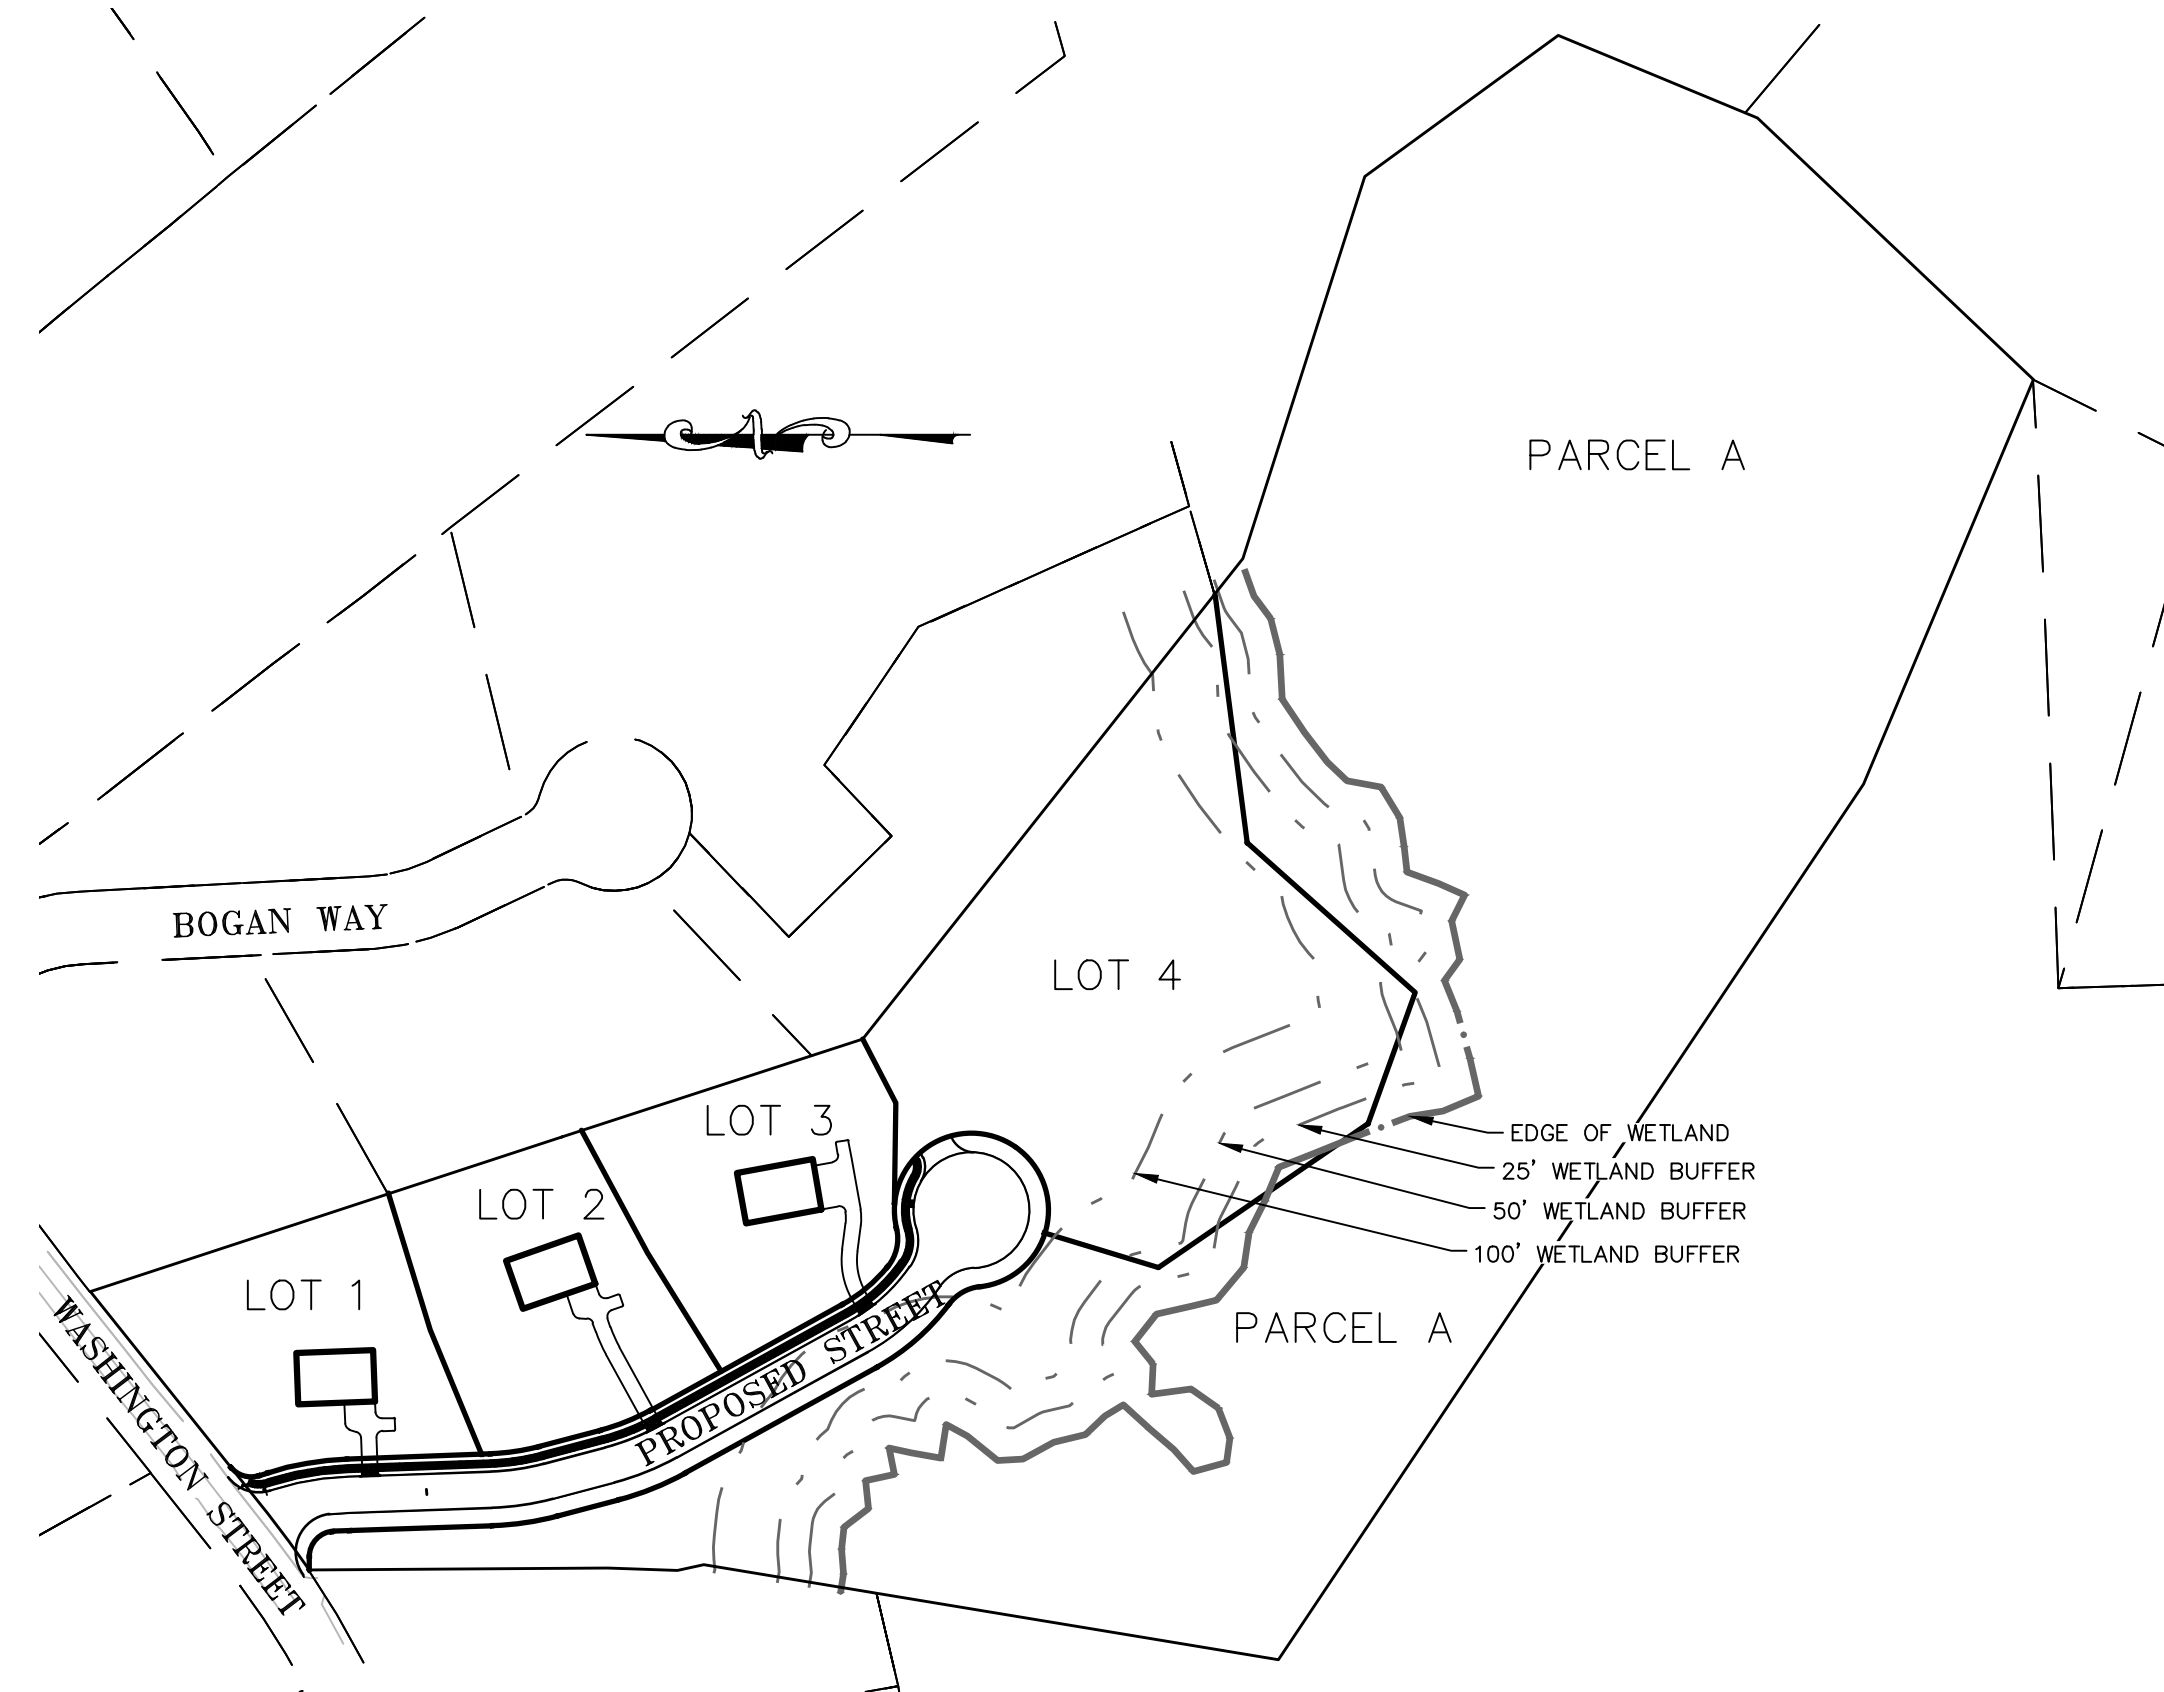 PARCEL A
BOGAN WAY
LOT 4
LOT 3
EDGE OF WETLAND
25' WETLAND BUFFER
LOT 2
50' WETLAND BUFFER
100' WETLAND BUFFER
LOT 1
PARCEL A
PROPOSED STREET
WASHINGTON STREET